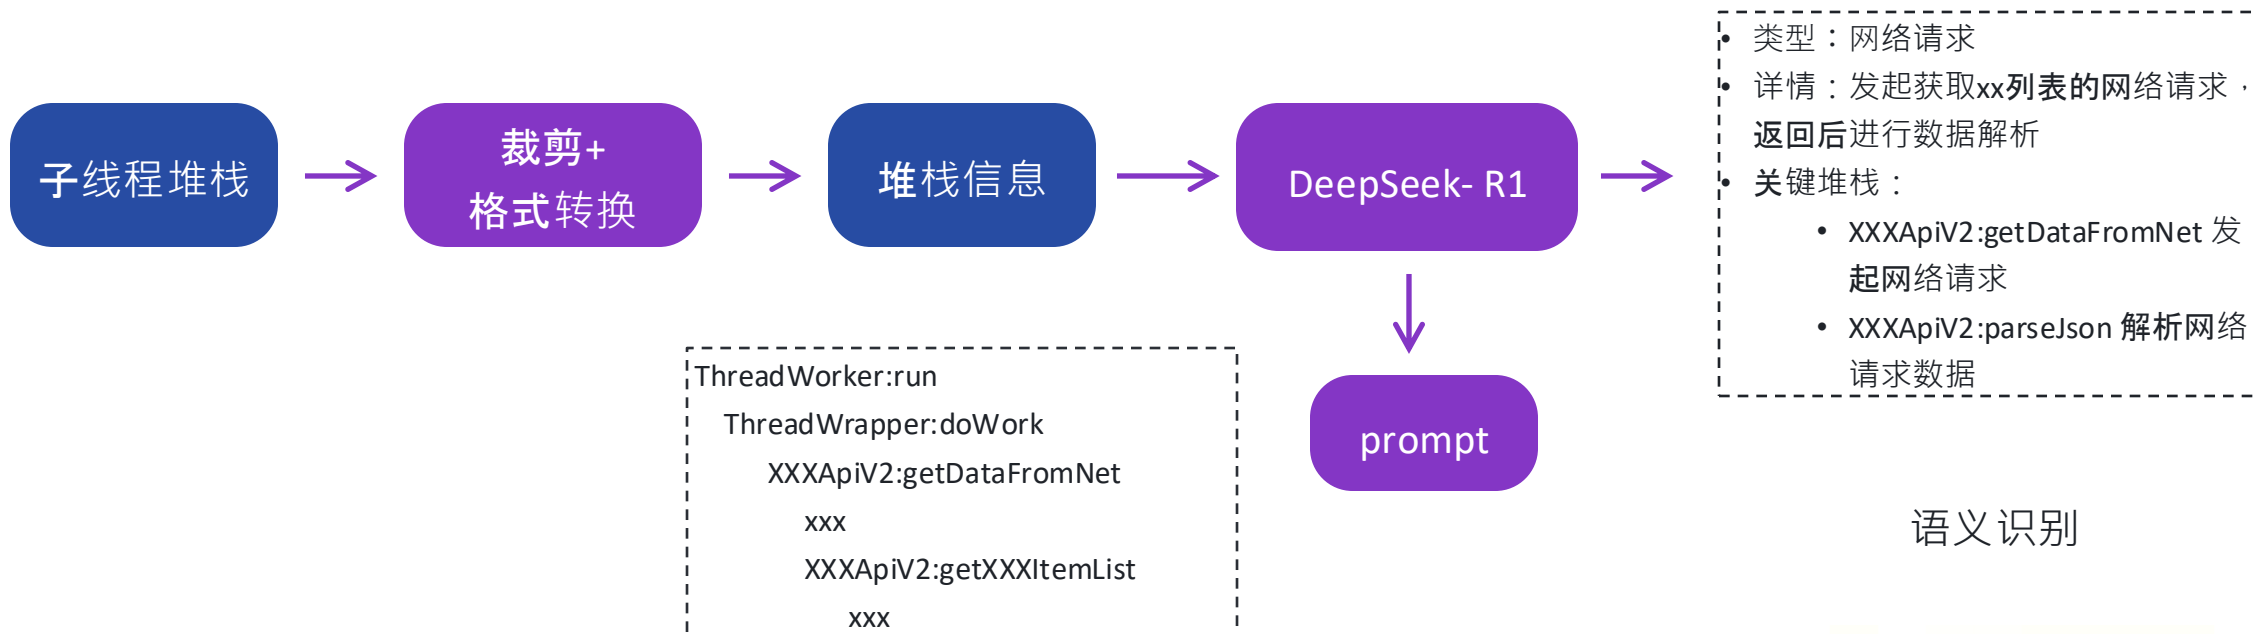 子线程堆栈
裁剪+
格式转换
堆栈信息
DeepSeek- R1
prompt
ThreadWorker:run
ThreadWrapper:doWork
XXXApiV2:getDataFromNet
xxx
XXXApiV2:getXXXItemList
xxx
• 类型：网络请求
• 详情：发起获取xx列表的网络请求，
返回后进行数据解析
• 关键堆栈：
• XXXApiV2:getDataFromNet 发
起网络请求
• XXXApiV2:parseJson 解析网络
请求数据
语义识别